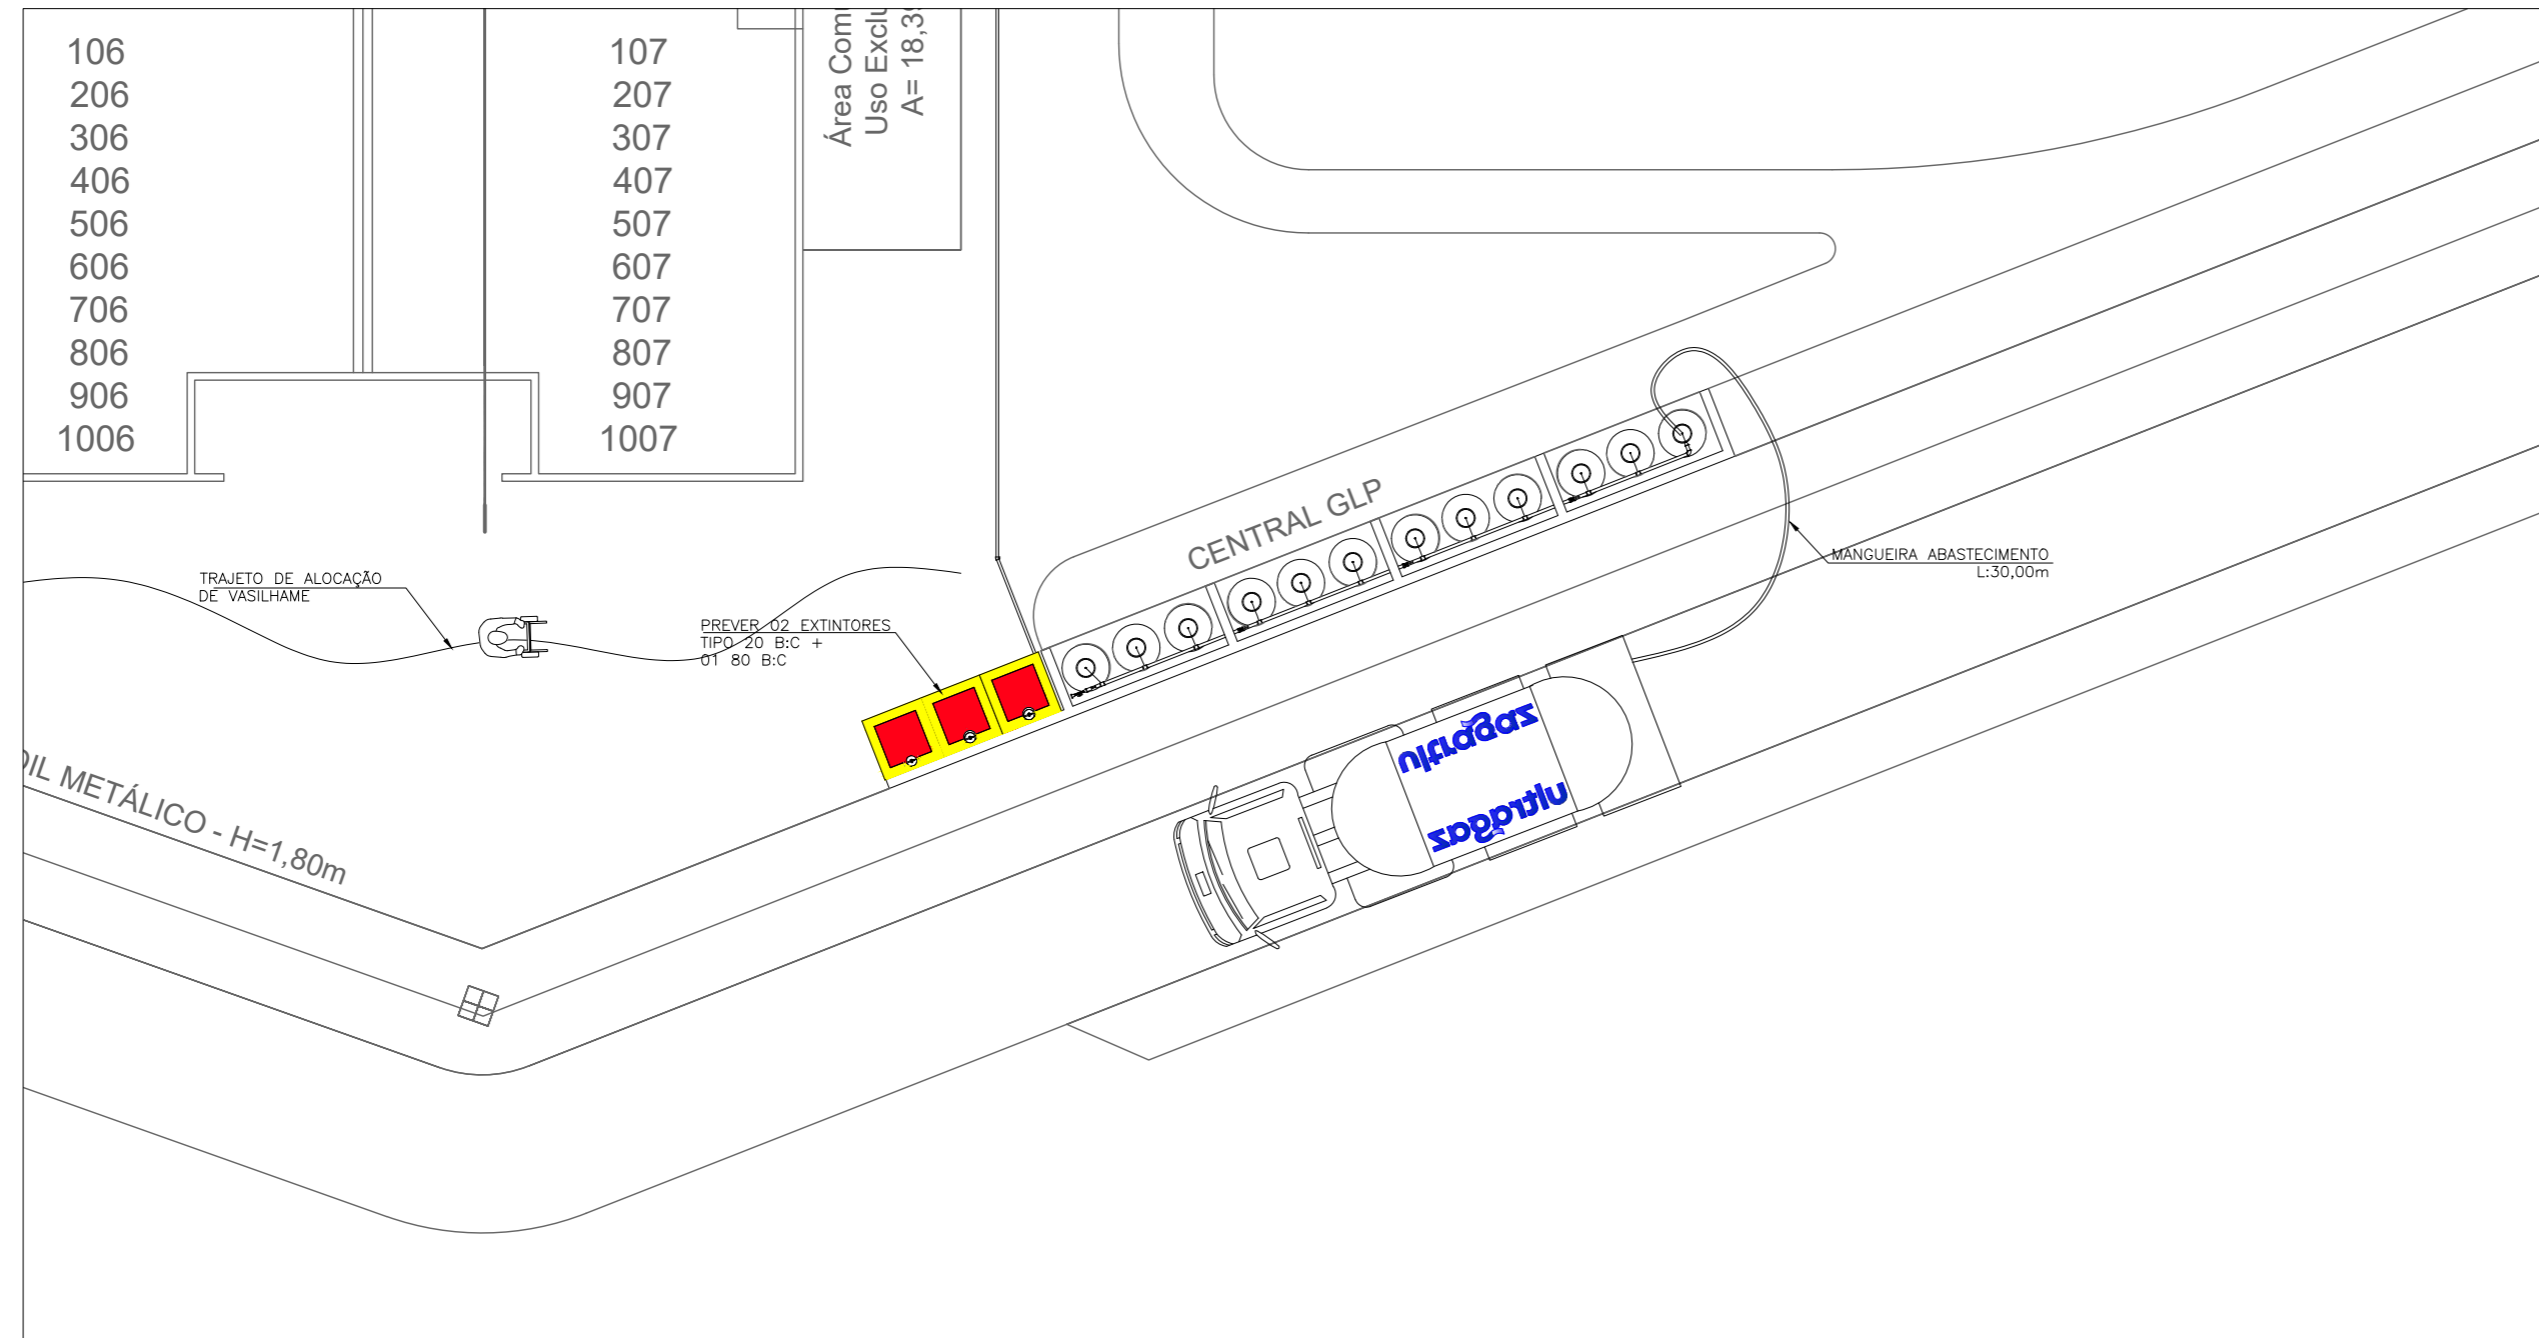 106
206
306
406
506
606
706
806
906
1006
107
207
307
407
507
607
707
807
907
1007
Área Com
Uso Exclu
A= 18,3
CENTRAL GLP
MANGUEIRA ABASTECIMENTO
L:30,00m
TRAJETO DE ALOCAÇÃO
DE VASILHAME
PREVER 02 EXTINTORES
TIPO 20 B:C +
01 80 B:C
DIL METÁLICO - H=1,80m
ultragaz
ultragaz